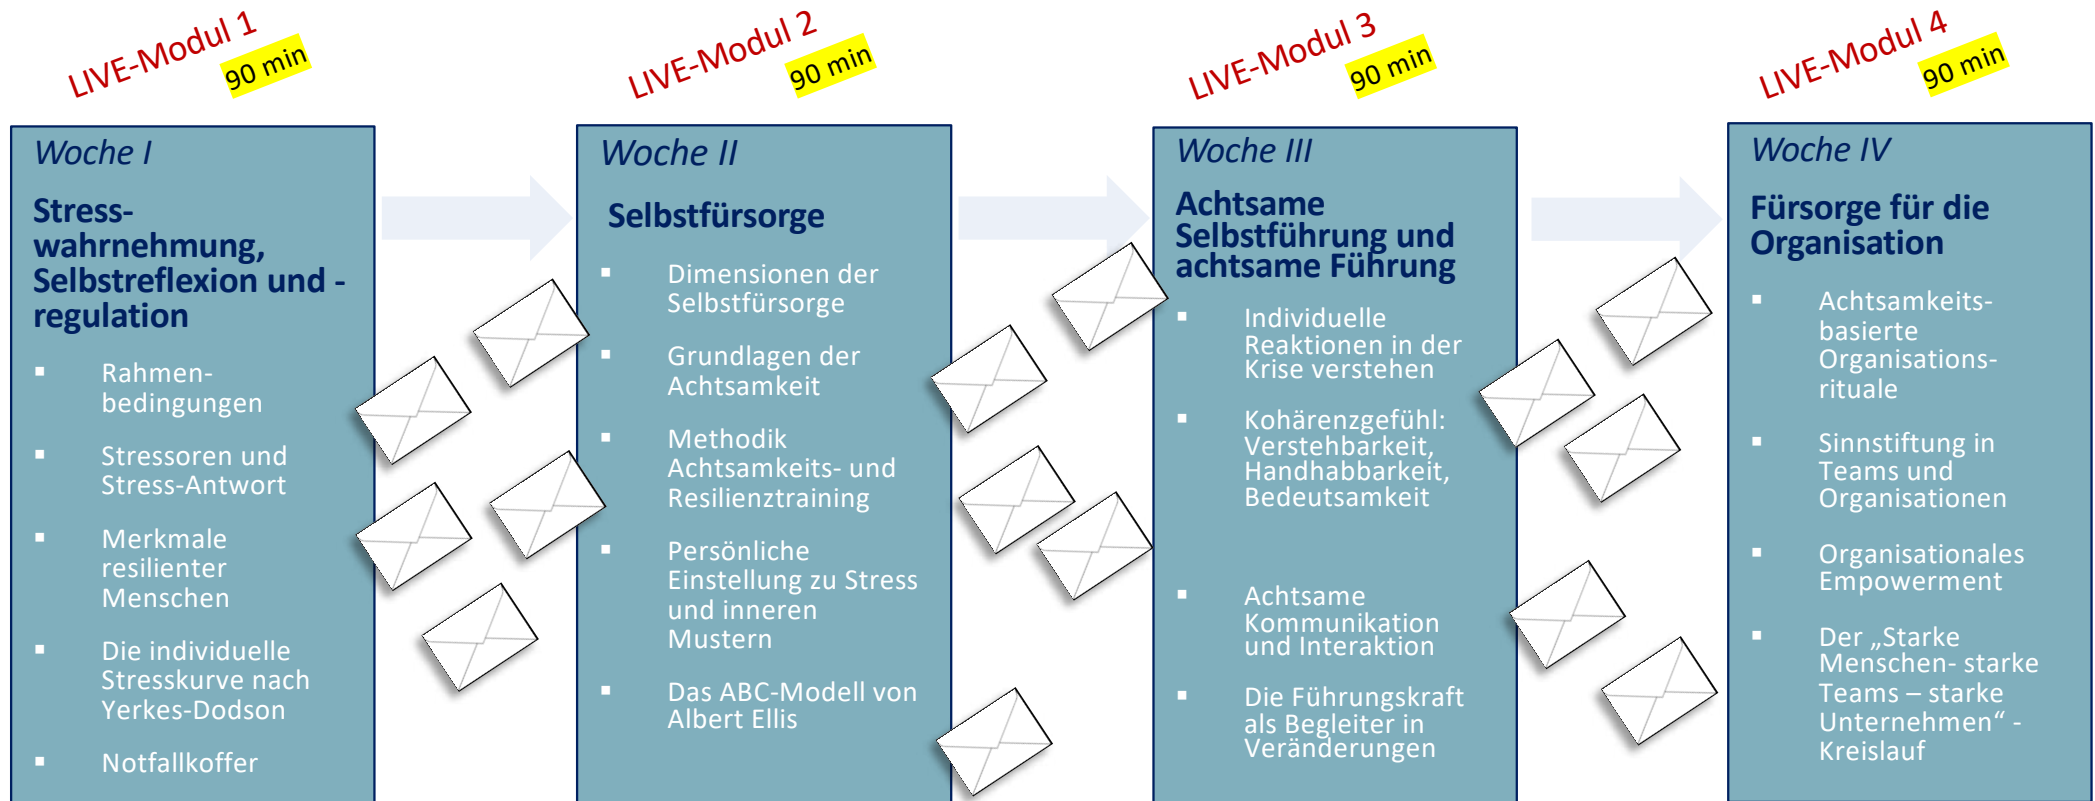 LIVE-Modul 1
90 min
Woche I
Stress-
wahrnehmung,
Selbstreflexion und -
regulation
▪ Rahmen-
bedingungen
▪ Stressoren und
Stress-Antwort
▪ Merkmale
resilienter
Menschen
▪ Die individuelle
Stresskurve nach
Yerkes-Dodson
▪ Notfallkoffer
LIVE-Modul 2
90 min
Woche II
Selbstfürsorge
▪ Dimensionen der
Selbstfürsorge
▪ Grundlagen der
Achtsamkeit
▪ Methodik
Achtsamkeits- und
Resilienztraining
▪ Persönliche
Einstellung zu Stress
und inneren
Mustern
▪ Das ABC-Modell von
Albert Ellis
LIVE-Modul 3
90 min
Woche III
Achtsame
Selbstführung und
achtsame Führung
▪ Individuelle
Reaktionen in der
Krise verstehen
▪ Kohärenzgefühl:
Verstehbarkeit,
Handhabbarkeit,
Bedeutsamkeit
▪ Achtsame
Kommunikation
und Interaktion
▪ Die Führungskraft
als Begleiter in
Veränderungen
LIVE-Modul 4
90 min
Woche IV
Fürsorge für die
Organisation
▪ Achtsamkeits-
basierte
Organisations-
rituale
▪ Sinnstiftung in
Teams und
Organisationen
▪ Organisationales
Empowerment
▪ Der „Starke
Menschen- starke
Teams – starke
Unternehmen“ -
Kreislauf